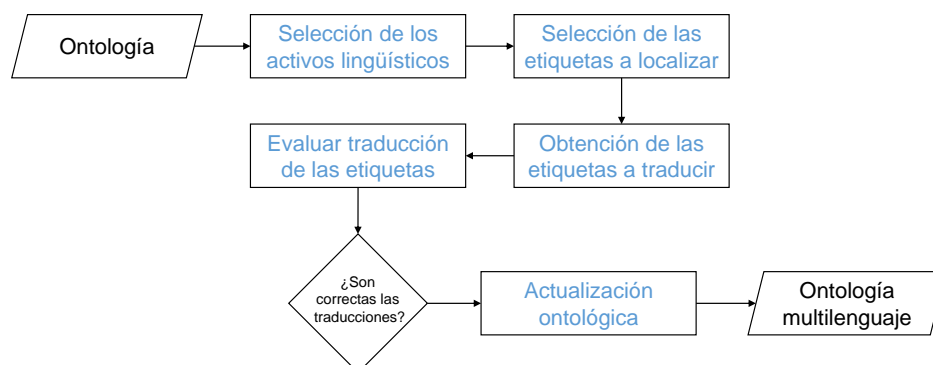 Ontología
Selección de los
activos lingüísticos
Selección de las
etiquetas a localizar
Evaluar traducción
de las etiquetas
Obtención de las
etiquetas a traducir
¿Son
correctas las
traducciones?
Actualización
ontológica
Ontología
multilenguaje